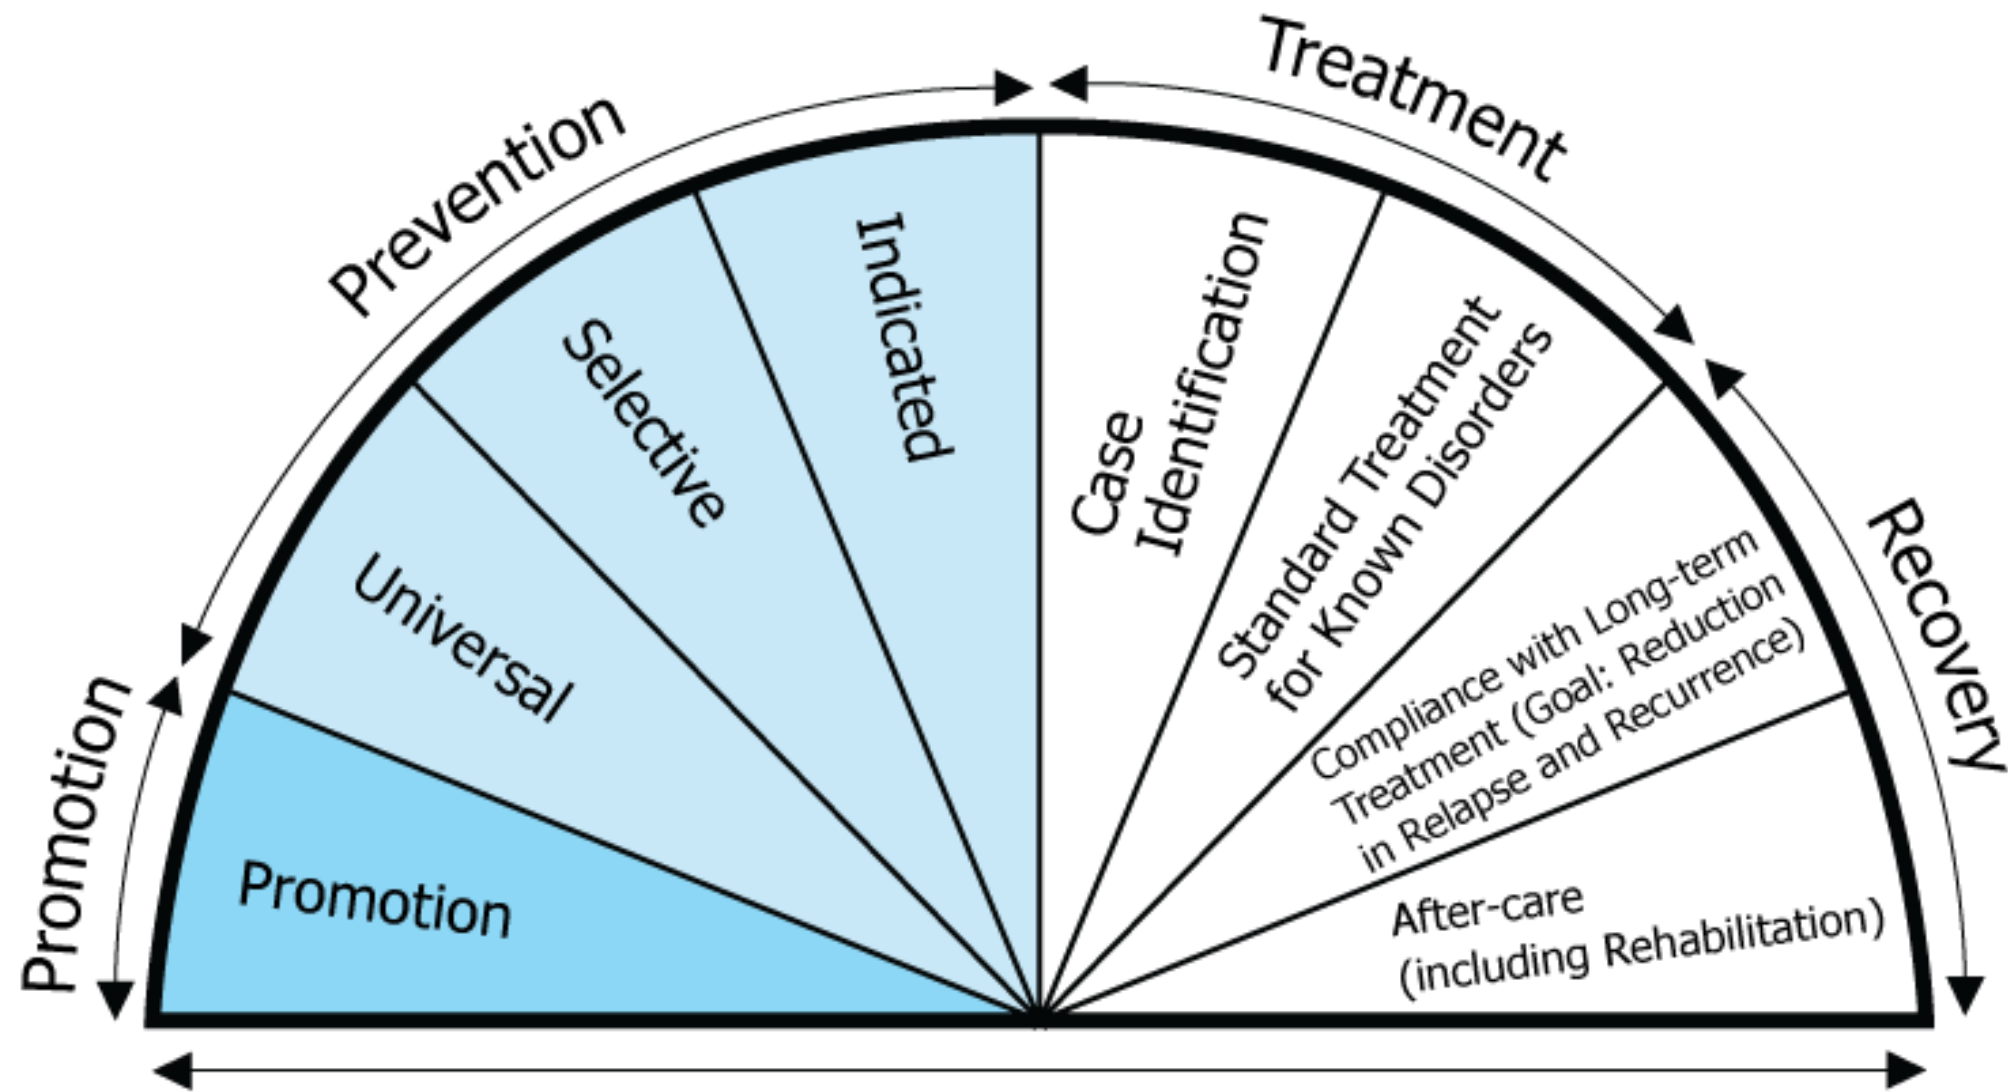 Promotion
Prevention
Treatment
Recovery
Promotion
Universal
Selective
Indicated
Case
Identification
Standard Treatment
for Known Disorders
Compliance with Long-term
Treatment (Goal: Reduction
in Relapse and Recurrence)
After-care
(including Rehabilitation)